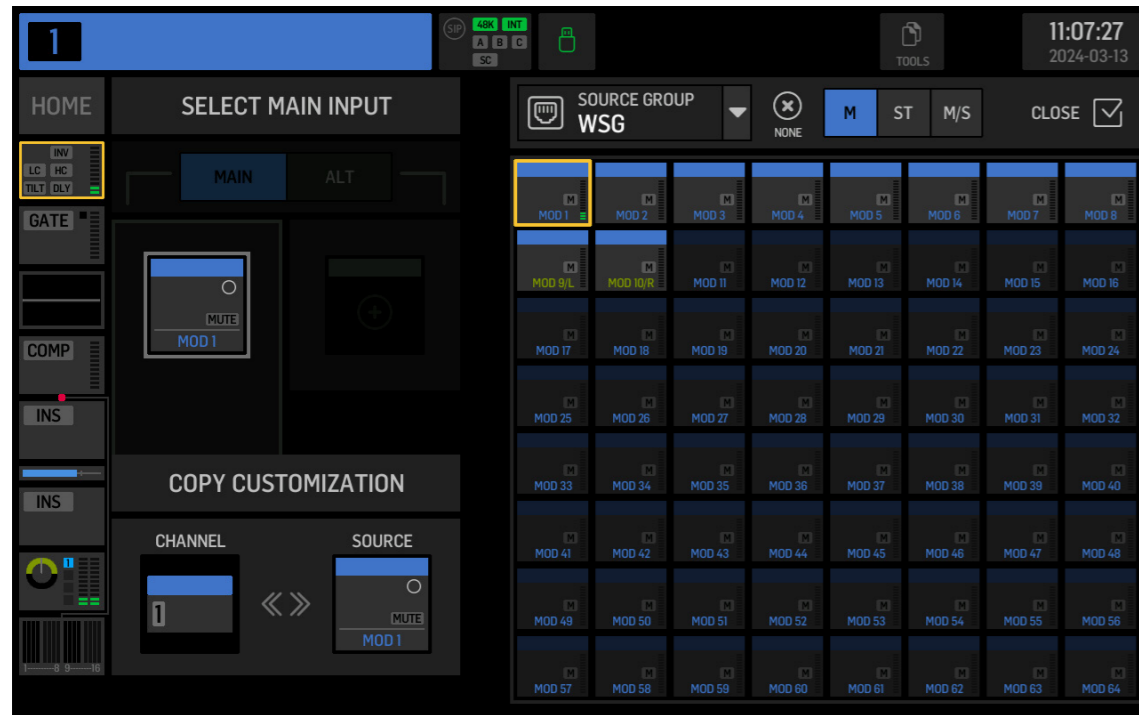 1
SIP 48K INT
A B C
SC
TOOLS
11:07:27
2024-03-13
HOME
SELECT MAIN INPUT
SOURCE GROUP
WSG
NONE
M ST M/S
CLOSE
INV
LC HC
TILT DLY
MAIN ALT
GATE
MUTE
MOD 1
COMP
INS
COPY CUSTOMIZATION
INS
CHANNEL SOURCE
1
1
MUTE
MOD 1
1 8 9 16
M M M M M M M M
MOD 1 MOD 2 MOD 3 MOD 4 MOD 5 MOD 6 MOD 7 MOD 8
M M M M M M M M
MOD 9/L MOD 10/R MOD 11 MOD 12 MOD 13 MOD 14 MOD 15 MOD 16
M M M M M M M M
MOD 17 MOD 18 MOD 19 MOD 20 MOD 21 MOD 22 MOD 23 MOD 24
M M M M M M M M
MOD 25 MOD 26 MOD 27 MOD 28 MOD 29 MOD 30 MOD 31 MOD 32
M M M M M M M M
MOD 33 MOD 34 MOD 35 MOD 36 MOD 37 MOD 38 MOD 39 MOD 40
M M M M M M M M
MOD 41 MOD 42 MOD 43 MOD 44 MOD 45 MOD 46 MOD 47 MOD 48
M M M M M M M M
MOD 49 MOD 50 MOD 51 MOD 52 MOD 53 MOD 54 MOD 55 MOD 56
M M M M M M M M
MOD 57 MOD 58 MOD 59 MOD 60 MOD 61 MOD 62 MOD 63 MOD 64